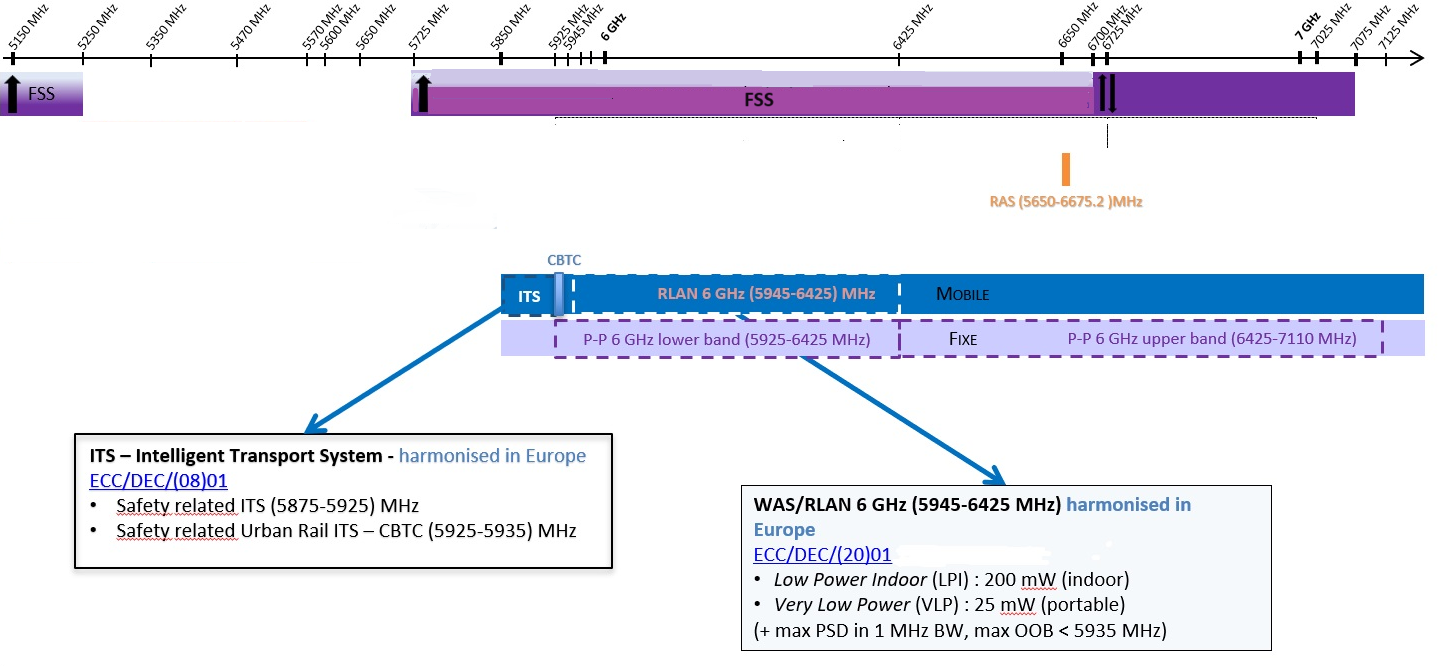 5150 MHz
5250 MHz
5350 MHz
5470 MHz
5570 MHz
5600 MHz
5650 MHz
5725 MHz
5850 MHz
5925 MHz
5945 MHz
6 GHz
6425 MHz
6650 MHz
6700 MHz
6725 MHz
7 GHz
7025 MHz
7075 MHz
7125 MHz
FSS
FSS
RAS (5650-6675.2 )MHz
CBTC
ITS
RLAN 6 GHz (5945-6425) MHz
MOBILE
P-P 6 GHz lower band (5925-6425 MHz)
FIXE
P-P 6 GHz upper band (6425-7110 MHz)
ITS – Intelligent Transport System - harmonised in Europe
ECC/DEC/(08)01
• Safety related ITS (5875-5925) MHz
• Safety related Urban Rail ITS – CBTC (5925-5935) MHz
WAS/RLAN 6 GHz (5945-6425 MHz) harmonised in
Europe
ECC/DEC/(20)01
• Low Power Indoor (LPI) : 200 mW (indoor)
• Very Low Power (VLP) : 25 mW (portable)
(+ max PSD in 1 MHz BW, max OOB < 5935 MHz)